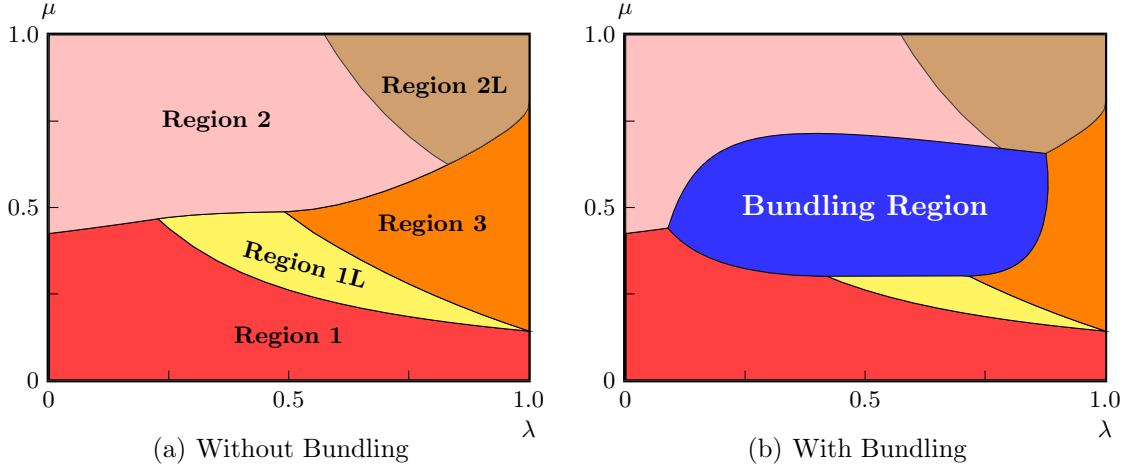 μ
1.0
Region 2L
Region 2
0.5
Region 3
Region 1L
Region 1
0
0
0.5
1.0
λ
(a) Without Bundling
μ
1.0
Bundling Region
0.5
0
0
0.5
1.0
λ
(b) With Bundling